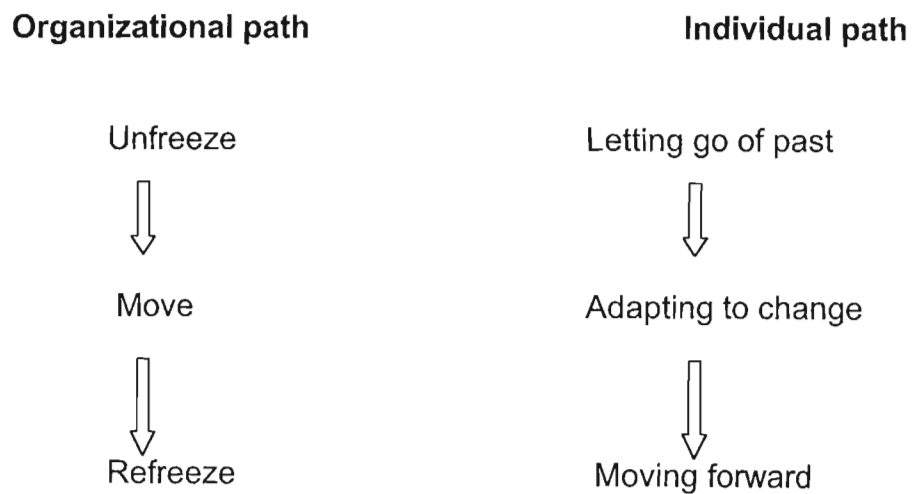 Organizational path
Individual path
Unfreeze
Letting go of past
Move
Adapting to change
Refreeze
Moving forward